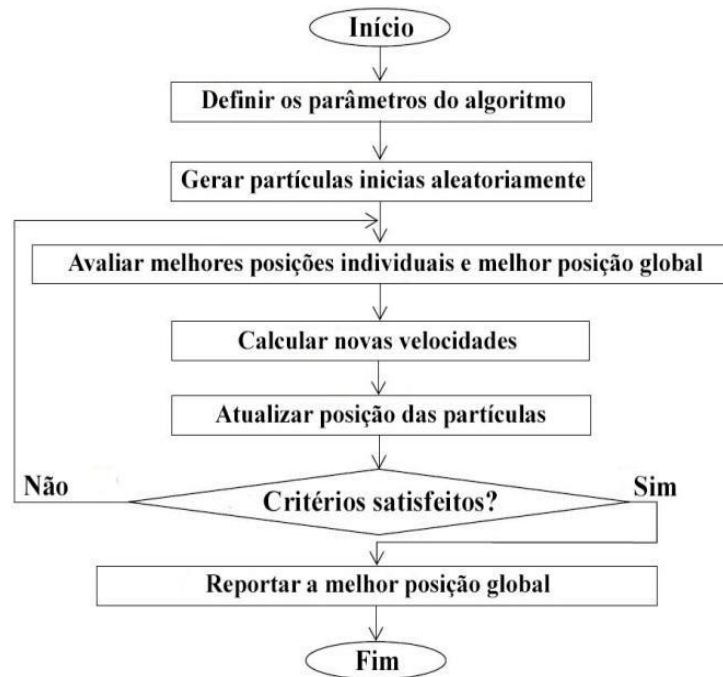 Início
Definir os parâmetros do algoritmo
Gerar partículas inicias aleatoriamente
Avaliar melhores posições individuais e melhor posição global
Calcular novas velocidades
Atualizar posição das partículas
Não
Critérios satisfeitos?
Sim
Reportar a melhor posição global
Fim